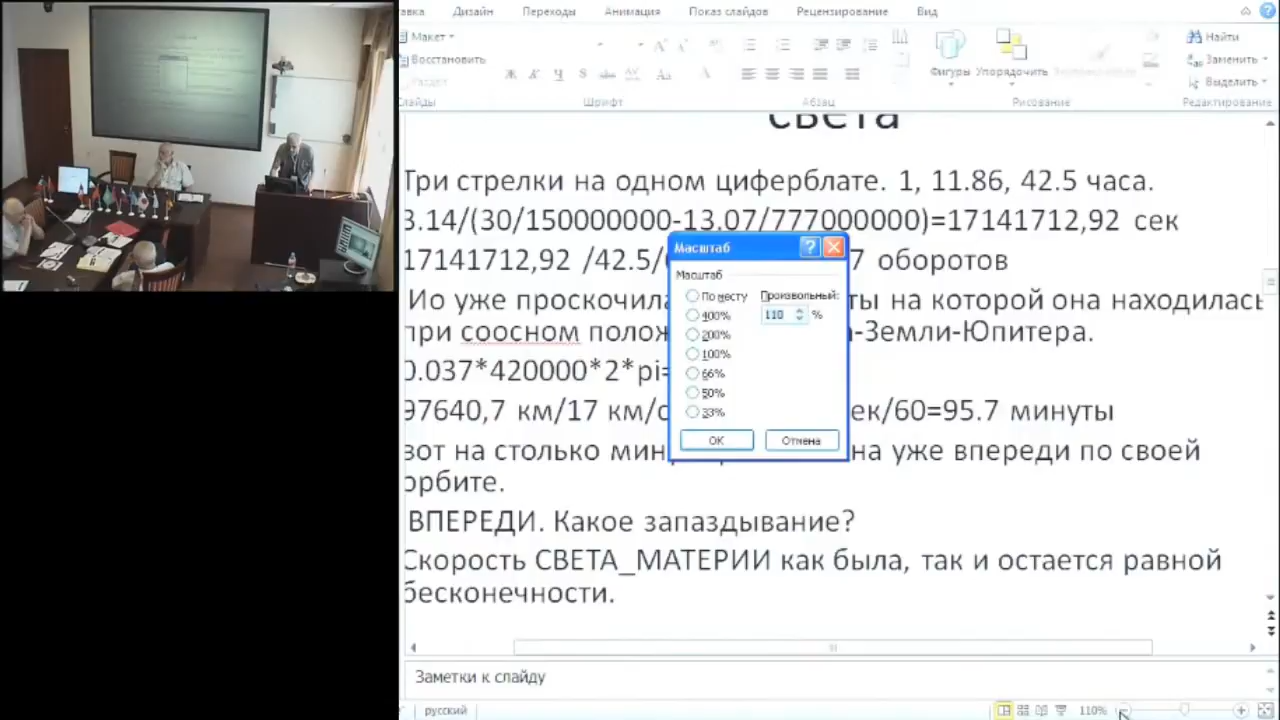 Дизайн Переходы Анимация Показ слайдов Рецензирование Вид
Макет
Восстановить
Раздел
Слайды Шрифт Абзац Рисование Редактирование
Фигуры Упорядочить
Найти
Заменить
Выделить
света
Три стрелки на одном циферблате. 1, 11.86, 42.5 часа.
3.14/(30/150000000-13,07/777000000)=17141712,92 сек
17141712,92 /42.5/ 7 оборотов
Ио уже проскочила ты на которой она находилась
при соосном полож -Земли-Юпитера.
0.037*420000*2*pi=
97640,7 км/17 км/с ек/60=95.7 минуты
вот на столько мин на уже впереди по своей
орбите.
ВПЕРЕДИ. Какое запаздывание?
Скорость СВЕТА_МАТЕРИИ как была, так и остается равной
бесконечности.
Масштаб
Масштаб
По месту
400%
200%
100%
66%
50%
33%
Произвольный:
110 %
ОК Отмена
Заметки к слайду
русский 110%